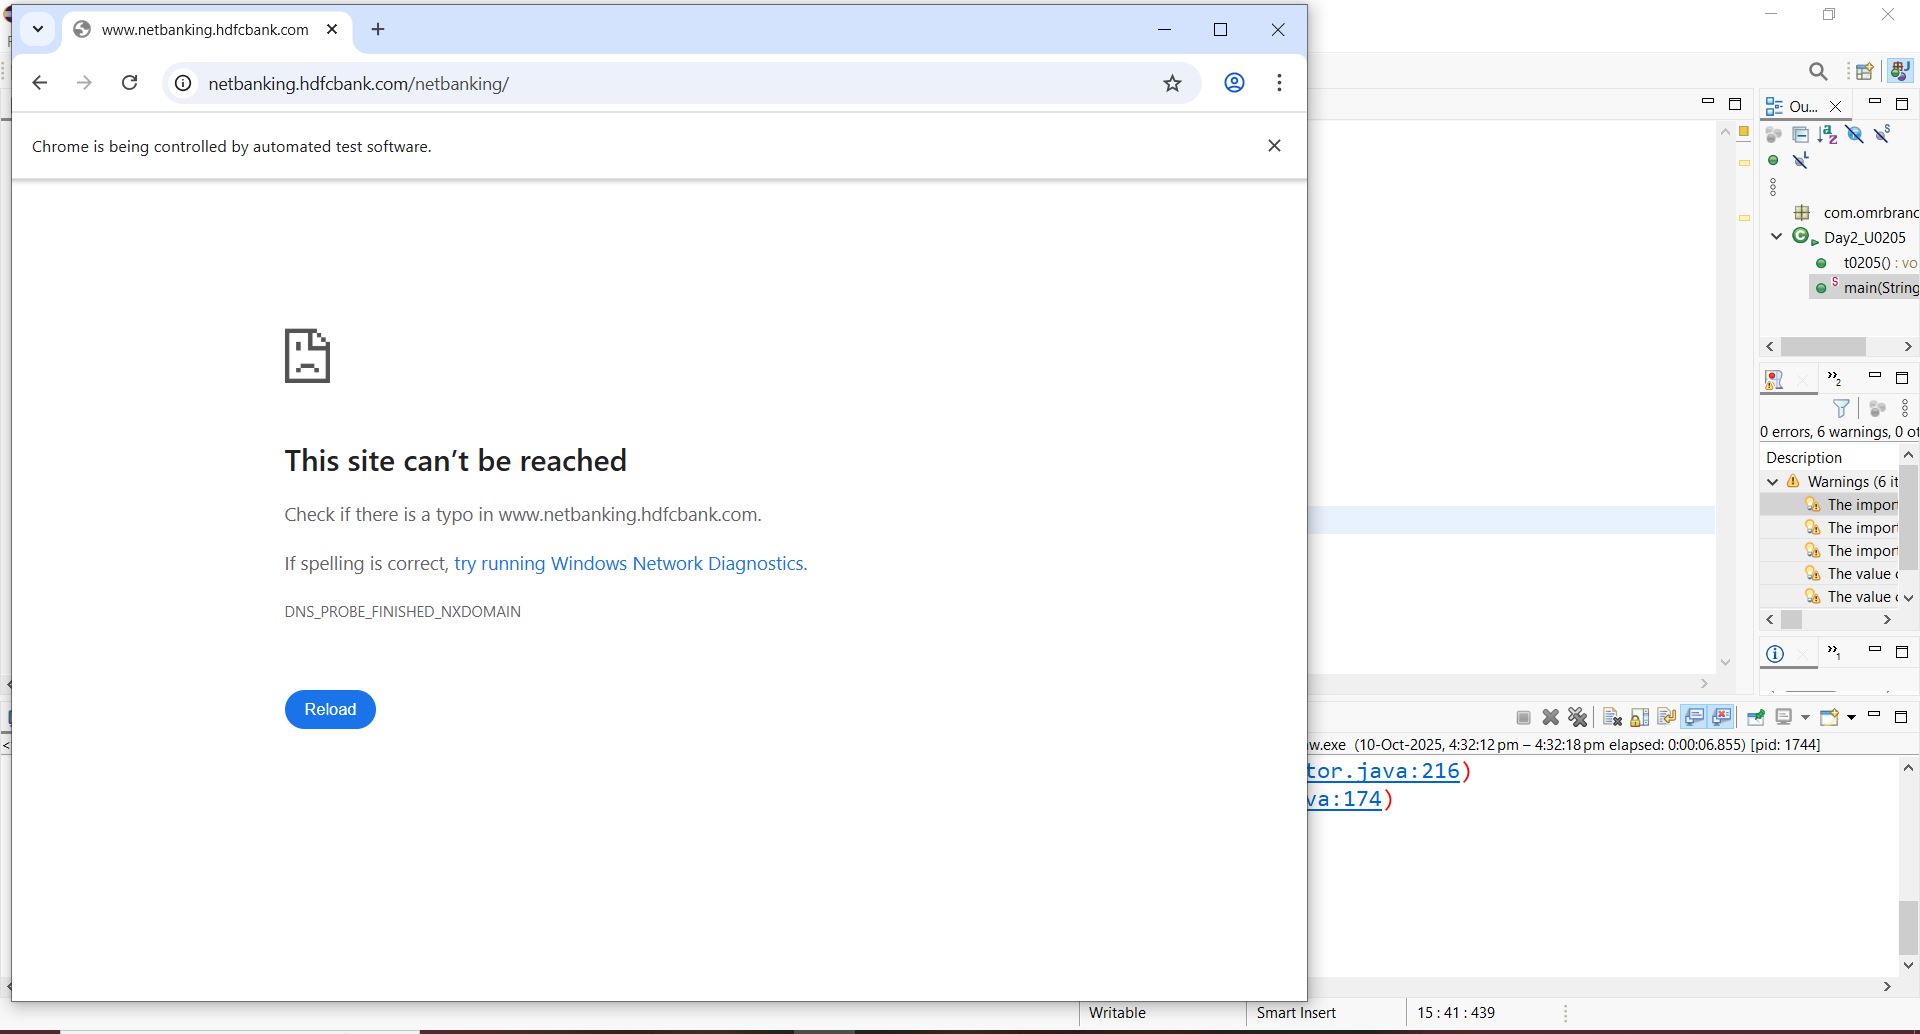 www.netbanking.hdfcbank.com
netbanking.hdfcbank.com/netbanking/
Chrome is being controlled by automated test software.
This site can’t be reached
Check if there is a typo in www.netbanking.hdfcbank.com.
If spelling is correct, try running Windows Network Diagnostics.
DNS_PROBE_FINISHED_NXDOMAIN
Reload
Ou...
com.omrbranc
Day2_U0205
t0205() : vo
main(String
0 errors, 6 warnings, 0 ot
Description
Warnings (6 it
The impor
The impor
The impor
The value
The value
w.exe (10-Oct-2025, 4:32:12 pm – 4:32:18 pm elapsed: 0:00:06.855) [pid: 1744]
tor.java:216)
va:174)
Writable
Smart Insert
15 : 41 : 439